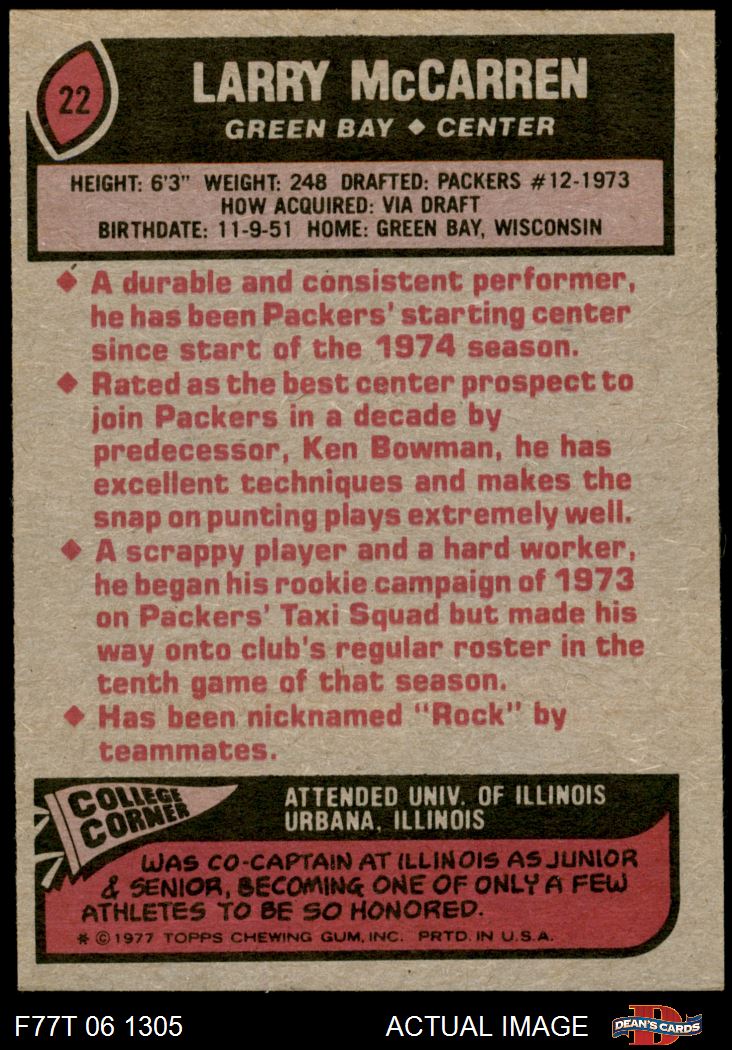 22
LARRY McCARREN
GREEN BAY ◆ CENTER
HEIGHT: 6'3" WEIGHT: 248 DRAFTED: PACKERS #12-1973
HOW ACQUIRED: VIA DRAFT
BIRTHDATE: 11-9-51 HOME: GREEN BAY, WISCONSIN
◆ A durable and consistent performer,
he has been Packers' starting center
since start of the 1974 season.
◆ Rated as the best center prospect to
join Packers in a decade by
predecessor, Ken Bowman, he has
excellent techniques and makes the
snap on punting plays extremely well.
◆ A scrappy player and a hard worker,
he began his rookie campaign of 1973
on Packers' Taxi Squad but made his
way onto club's regular roster in the
tenth game of that season.
◆ Has been nicknamed "Rock" by
teammates.
COLLEGE
CORNER
ATTENDED UNIV. OF ILLINOIS
URBANA, ILLINOIS
WAS CO-CAPTAIN AT ILLINOIS AS JUNIOR
& SENIOR, BECOMING ONE OF ONLY A FEW
ATHLETES TO BE SO HONORED.
* © 1977 TOPPS CHEWING GUM, INC. PRTD. IN U.S.A.
F77T 06 1305
ACTUAL IMAGE
D
DEAN'S CARDS